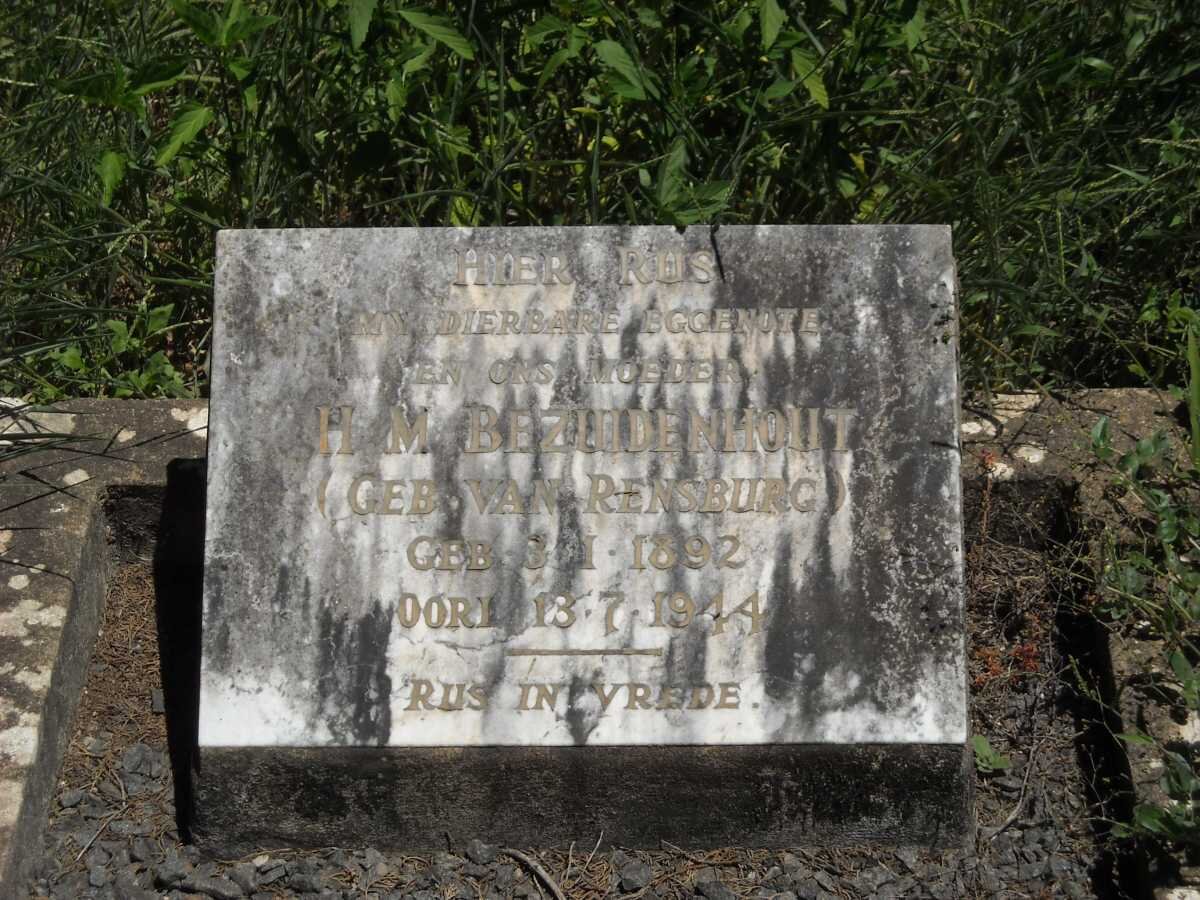 HIER RUS
MY DIERBARE EGGENOTE
EN ONS MOEDER.
H M BEZUIDENHOUT
(GEB VAN RENSBURG)
GEB 3·1·1892
OORL 13·7·1944
RUS IN VREDE.